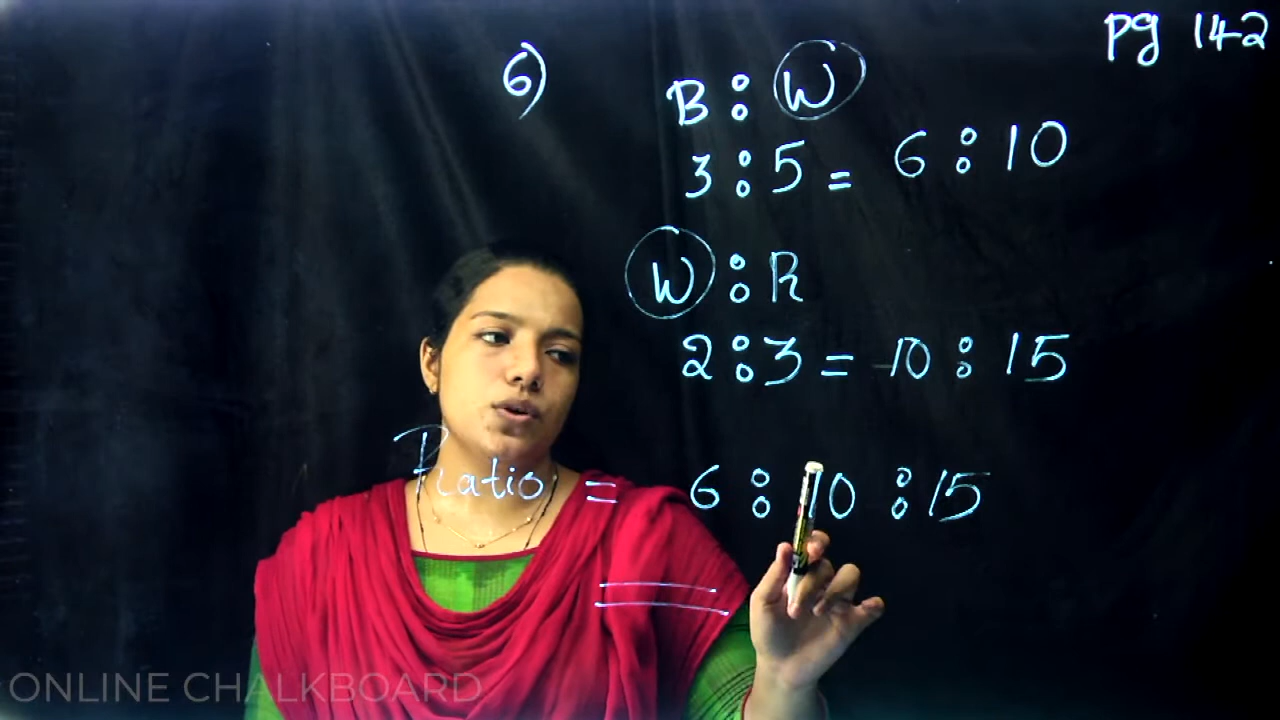 pg 142
6)
B : W
3 : 5 = 6 : 10
W : R
2 : 3 = 10 : 15
Ratio = 6 : 10 : 15
ONLINE CHALKBOARD